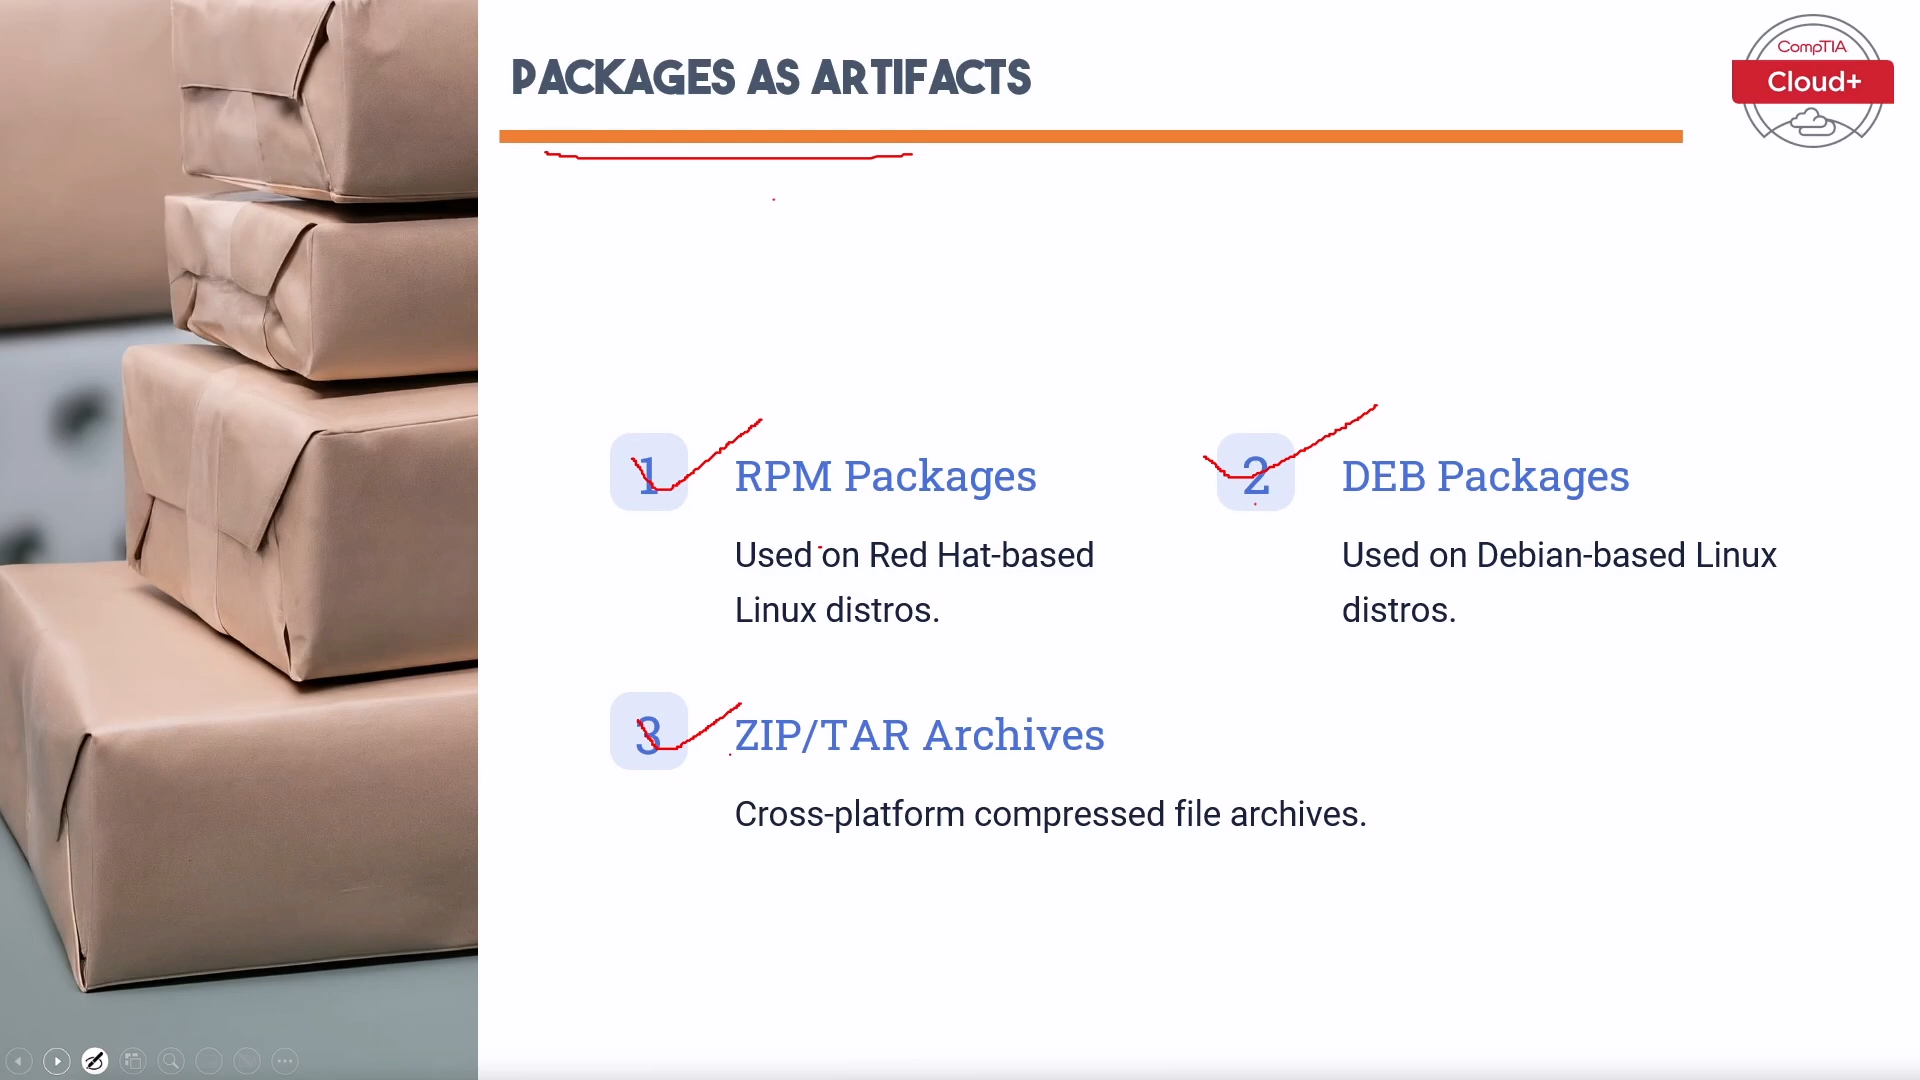 PACKAGES AS ARTIFACTS
CompTIA
Cloud+
1
RPM Packages
Used on Red Hat-based
Linux distros.
2
DEB Packages
Used on Debian-based Linux
distros.
3
ZIP/TAR Archives
Cross-platform compressed file archives.